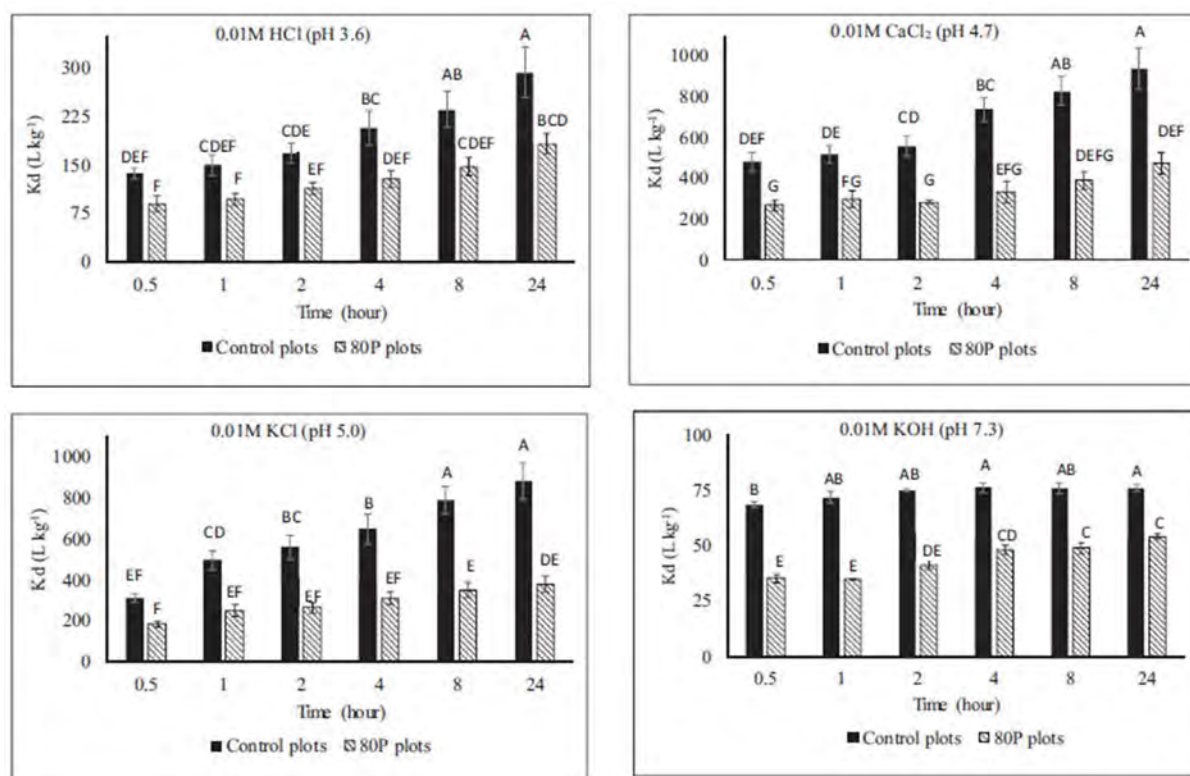 0.01M HCl (pH 3.6)
Kd (L kg⁻¹)
300
225
150
75
0
DEF F CDEF F CDE EF BC DEF AB CDEF A BCD
0.5 1 2 4 8 24
Time (hour)
Control plots 80P plots
0.01M CaCl₂ (pH 4.7)
Kd (L kg⁻¹)
1000
800
600
400
200
0
DEF G DE FG CD G BC EFG AB DEFG A DEF
0.5 1 2 4 8 24
Time (hour)
Control plots 80P plots
0.01M KCl (pH 5.0)
Kd (L kg⁻¹)
1000
800
600
400
200
0
EF F CD EF BC EF B EF A E A DE
0.5 1 2 4 8 24
Time (hour)
Control plots 80P plots
0.01M KOH (pH 7.3)
Kd (L kg⁻¹)
100
75
50
25
0
B E AB E AB DE A CD AB C A C
0.5 1 2 4 8 24
Time (hour)
Control plots 80P plots